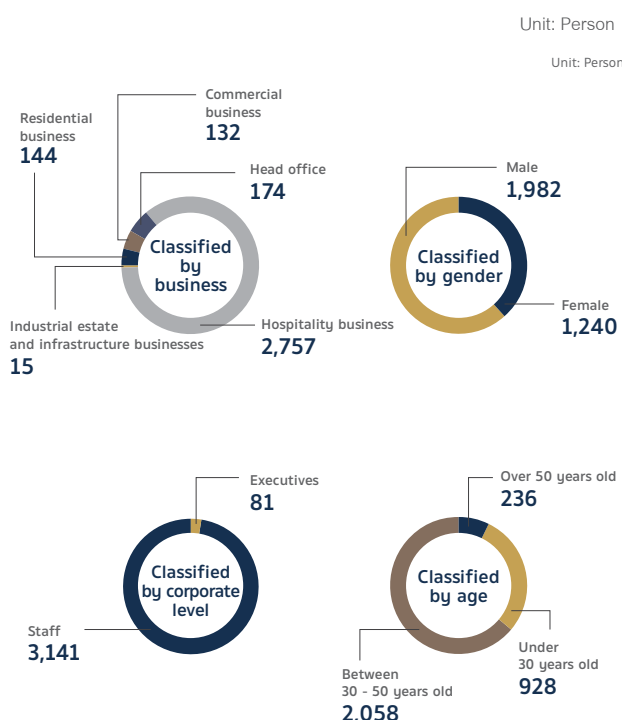 Unit: Person
Unit: Person
Commercial
business
132
Residential
business
144
Head office
174
Classified
by
business
Industrial estate
and infrastructure businesses
15
Hospitality business
2,757
Male
1,982
Classified
by gender
Female
1,240
Executives
81
Classified
by corporate
level
Staff
3,141
Over 50 years old
236
Classified
by age
Under
30 years old
928
Between
30 - 50 years old
2,058